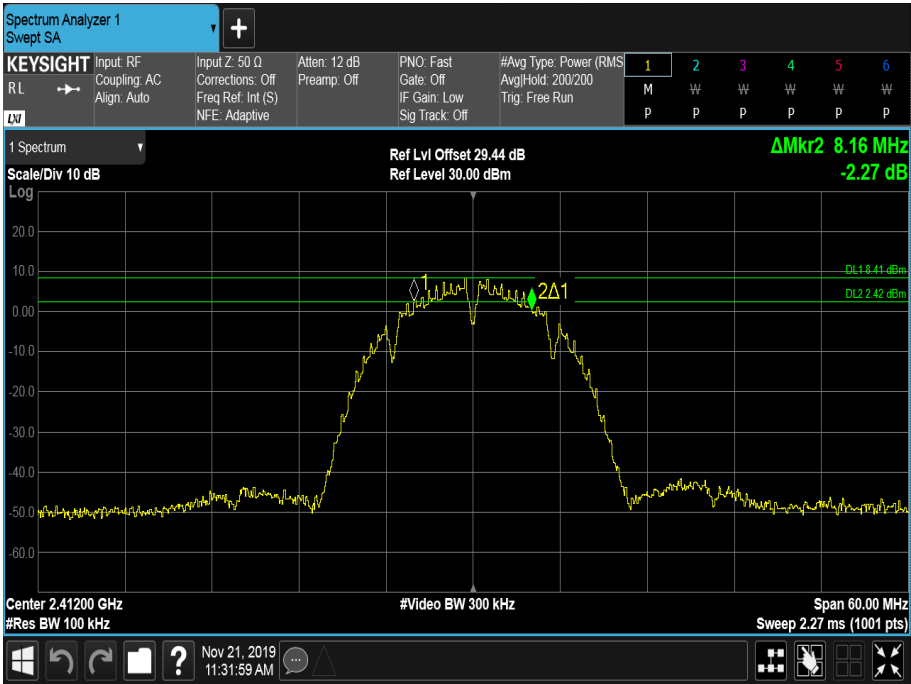 Spectrum Analyzer 1
Swept SA
+
KEYSIGHT
RL
LXI
Input: RF
Coupling: AC
Align: Auto
Input Z: 50 Ω
Corrections: Off
Freq Ref: Int (S)
NFE: Adaptive
Atten: 12 dB
Preamp: Off
PNO: Fast
Gate: Off
IF Gain: Low
Sig Track: Off
#Avg Type: Power (RMS
Avg|Hold: 200/200
Trig: Free Run
1 2 3 4 5 6
M W W W W W
P P P P P P
1 Spectrum
Scale/Div 10 dB
Ref Lvl Offset 29.44 dB
Ref Level 30.00 dBm
ΔMkr2 8.16 MHz
-2.27 dB
Log
20.0
10.0
DL1 8.41 dBm
1
2Δ1
DL2 2.42 dBm
0.00
-10.0
-20.0
-30.0
-40.0
-50.0
-60.0
Center 2.41200 GHz
#Video BW 300 kHz
Span 60.00 MHz
#Res BW 100 kHz
Sweep 2.27 ms (1001 pts)
?
Nov 21, 2019
11:31:59 AM